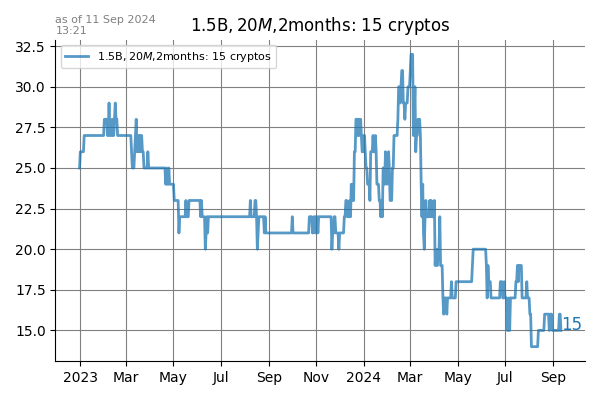 as of 11 Sep 2024
13:21
1.5B, 20M,2months: 15 cryptos
1.5B, 20M,2months: 15 cryptos
32.5
30.0
27.5
25.0
22.5
20.0
17.5
15.0
15
2023 Mar May Jul Sep Nov 2024 Mar May Jul Sep